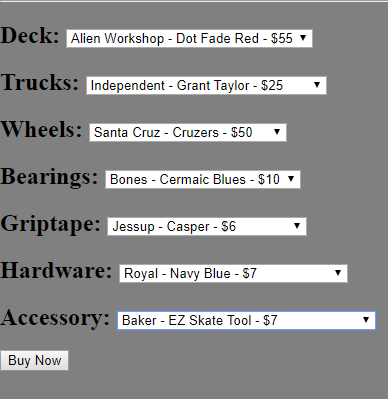 Deck: Alien Workshop - Dot Fade Red - $55
Trucks: Independent - Grant Taylor - $25
Wheels: Santa Cruz - Cruzers - $50
Bearings: Bones - Cermaic Blues - $10
Griptape: Jessup - Casper - $6
Hardware: Royal - Navy Blue - $7
Accessory: Baker - EZ Skate Tool - $7
Buy Now